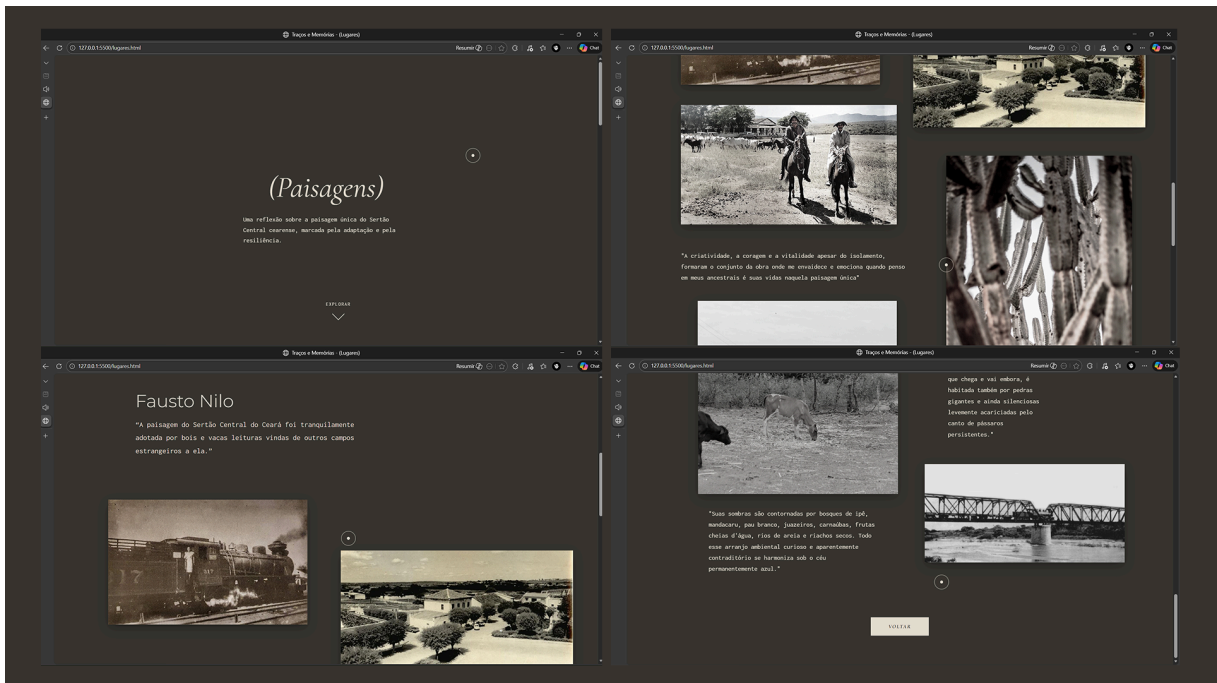 Traços e Memórias - (Lugares)
127.0.0.1:5500/lugares.html
Resumir
Chat
(Paisagens)
Uma reflexão sobre a paisagem única do Sertão
Central cearense, marcada pela adaptação e pela
resiliência.
EXPLORAR
Traços e Memórias - (Lugares)
127.0.0.1:5500/lugares.html
Resumir
Chat
"A criatividade, a coragem e a vitalidade apesar do isolamento,
formaram o conjunto da obra onde me envaidece e emociona quando penso
em meus ancestrais é suas vidas naquela paisagem única"
Traços e Memórias - (Lugares)
127.0.0.1:5500/lugares.html
Resumir
Chat
Fausto Nilo
"A paisagem do Sertão Central do Ceará foi tranquilamente
adotada por bois e vacas leituras vindas de outros campos
estrangeiros a ela."
17
Traços e Memórias - (Lugares)
127.0.0.1:5500/lugares.html
Resumir
Chat
que chega e vai embora, é
habitada também por pedras
gigantes e ainda silenciosas
levemente acariciadas pelo
canto de pássaros
persistentes."
"Suas sombras são contornadas por bosques de ipê,
mandacaru, pau branco, juazeiros, carnaúbas, frutas
cheias d'água, rios de areia e riachos secos. Todo
esse arranjo ambiental curioso e aparentemente
contraditório se harmoniza sob o céu
permanentemente azul."
VOLTAR